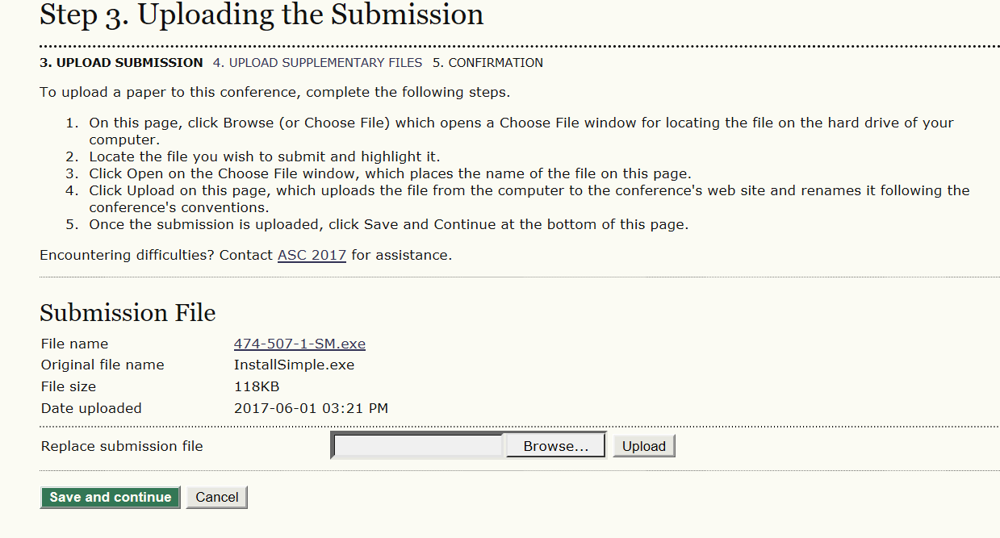 Step 3. Uploading the Submission
3. UPLOAD SUBMISSION 4. UPLOAD SUPPLEMENTARY FILES 5. CONFIRMATION
To upload a paper to this conference, complete the following steps.
1. On this page, click Browse (or Choose File) which opens a Choose File window for locating the file on the hard drive of your
computer.
2. Locate the file you wish to submit and highlight it.
3. Click Open on the Choose File window, which places the name of the file on this page.
4. Click Upload on this page, which uploads the file from the computer to the conference's web site and renames it following the
conference's conventions.
5. Once the submission is uploaded, click Save and Continue at the bottom of this page.
Encountering difficulties? Contact ASC 2017 for assistance.
Submission File
File name 474-507-1-SM.exe
Original file name InstallSimple.exe
File size 118KB
Date uploaded 2017-06-01 03:21 PM
Replace submission file Browse... Upload
Save and continue Cancel